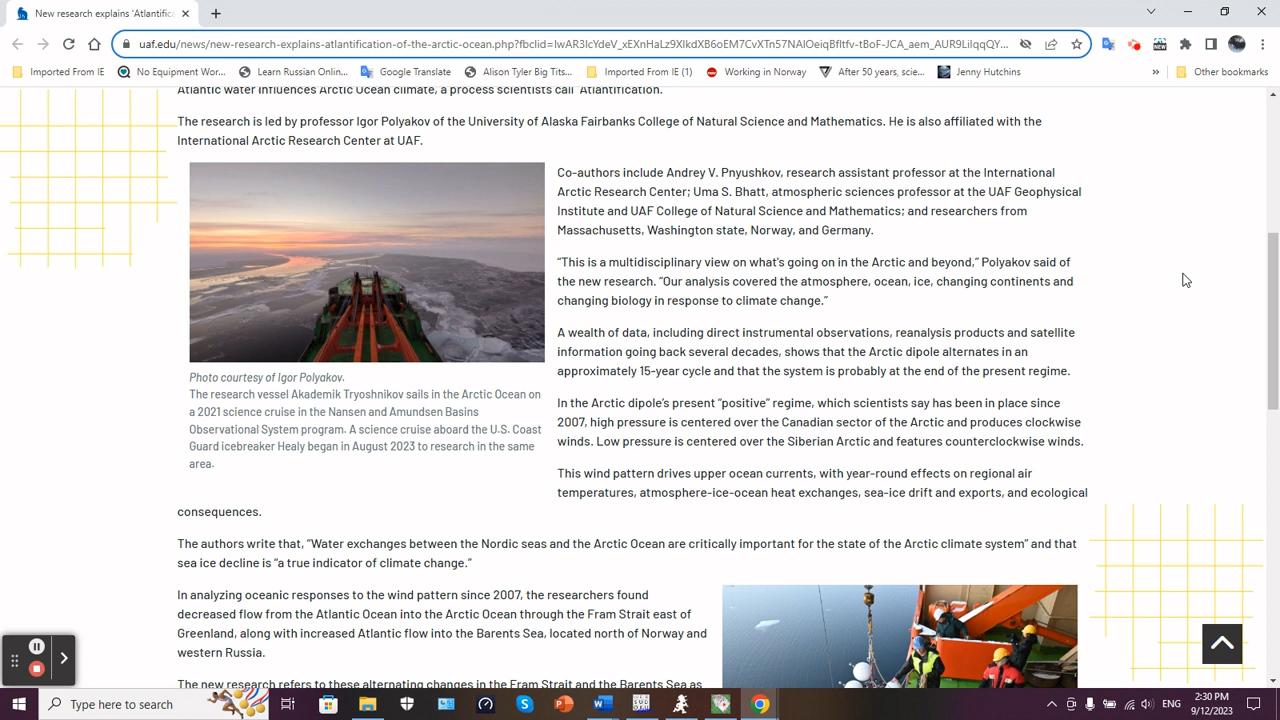 New research explains 'Atlantific
uaf.edu/news/new-research-explains-atlantification-of-the-arctic-ocean.php?fbclid=IwAR3IcYdeV_xEXnHaLz9XIkdXB6oEM7CvXTn57NAIOeiqBfItfv-tBoF-JCA_aem_AUR9LiIqqQY...
Imported From IE
No Equipment Wor...
Learn Russian Onlin...
Google Translate
Alison Tyler Big Tits...
Imported From IE (1)
Working in Norway
After 50 years, scie...
Jenny Hutchins
»
Other bookmarks
Atlantic water influences Arctic Ocean climate, a process scientists call "Atlantification."
The research is led by professor Igor Polyakov of the University of Alaska Fairbanks College of Natural Science and Mathematics. He is also affiliated with the
International Arctic Research Center at UAF.
Photo courtesy of Igor Polyakov.
The research vessel Akademik Tryoshnikov sails in the Arctic Ocean on
a 2021 science cruise in the Nansen and Amundsen Basins
Observational System program. A science cruise aboard the U.S. Coast
Guard icebreaker Healy began in August 2023 to research in the same
area.
Co-authors include Andrey V. Pnyushkov, research assistant professor at the International
Arctic Research Center; Uma S. Bhatt, atmospheric sciences professor at the UAF Geophysical
Institute and UAF College of Natural Science and Mathematics; and researchers from
Massachusetts, Washington state, Norway, and Germany.
“This is a multidisciplinary view on what's going on in the Arctic and beyond,” Polyakov said of
the new research. “Our analysis covered the atmosphere, ocean, ice, changing continents and
changing biology in response to climate change.”
A wealth of data, including direct instrumental observations, reanalysis products and satellite
information going back several decades, shows that the Arctic dipole alternates in an
approximately 15-year cycle and that the system is probably at the end of the present regime.
In the Arctic dipole’s present “positive” regime, which scientists say has been in place since
2007, high pressure is centered over the Canadian sector of the Arctic and produces clockwise
winds. Low pressure is centered over the Siberian Arctic and features counterclockwise winds.
This wind pattern drives upper ocean currents, with year-round effects on regional air
temperatures, atmosphere-ice-ocean heat exchanges, sea-ice drift and exports, and ecological
consequences.
The authors write that, “Water exchanges between the Nordic seas and the Arctic Ocean are critically important for the state of the Arctic climate system” and that
sea ice decline is “a true indicator of climate change.”
In analyzing oceanic responses to the wind pattern since 2007, the researchers found
decreased flow from the Atlantic Ocean into the Arctic Ocean through the Fram Strait east of
Greenland, along with increased Atlantic flow into the Barents Sea, located north of Norway and
western Russia.
The new research refers to these alternating changes in the Fram Strait and the Barents Sea as
Type here to search
ENG
2:30 PM
9/12/2023